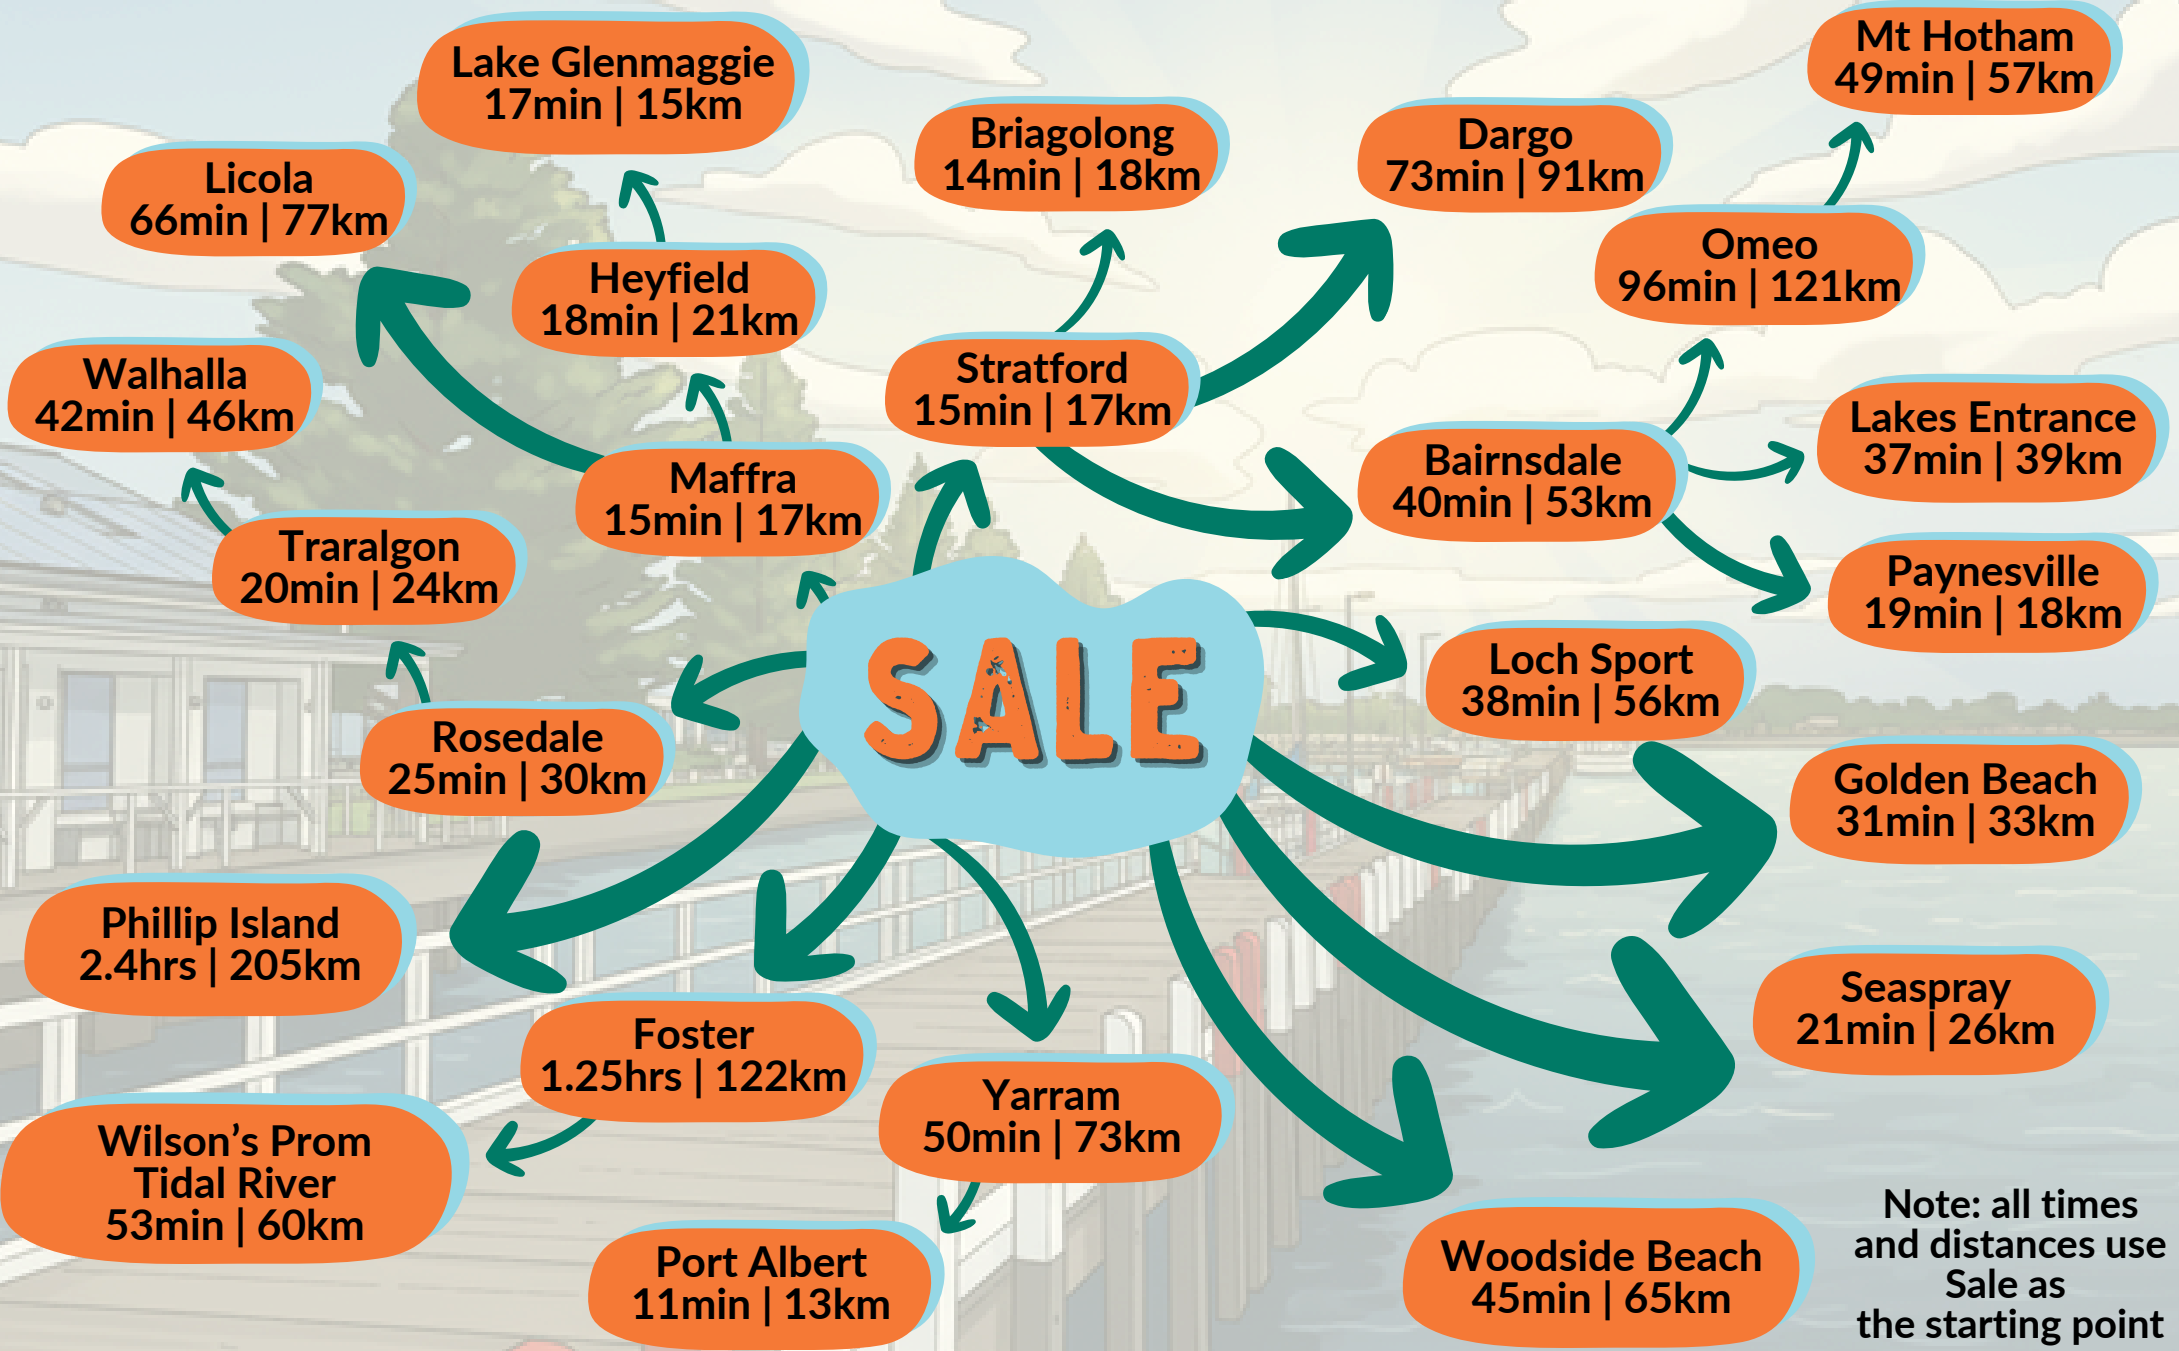 Lake Glenmaggie
17min | 15km
Mt Hotham
49min | 57km
Briagolong
14min | 18km
Dargo
73min | 91km
Licola
66min | 77km
Omeo
96min | 121km
Heyfield
18min | 21km
Walhalla
42min | 46km
Stratford
15min | 17km
Lakes Entrance
37min | 39km
Bairnsdale
40min | 53km
Maffra
15min | 17km
Traralgon
20min | 24km
Paynesville
19min | 18km
SALE
Loch Sport
38min | 56km
Rosedale
25min | 30km
Golden Beach
31min | 33km
Phillip Island
2.4hrs | 205km
Seaspray
21min | 26km
Foster
1.25hrs | 122km
Yarram
50min | 73km
Wilson’s Prom
Tidal River
53min | 60km
Port Albert
11min | 13km
Woodside Beach
45min | 65km
Note: all times
and distances use
Sale as
the starting point